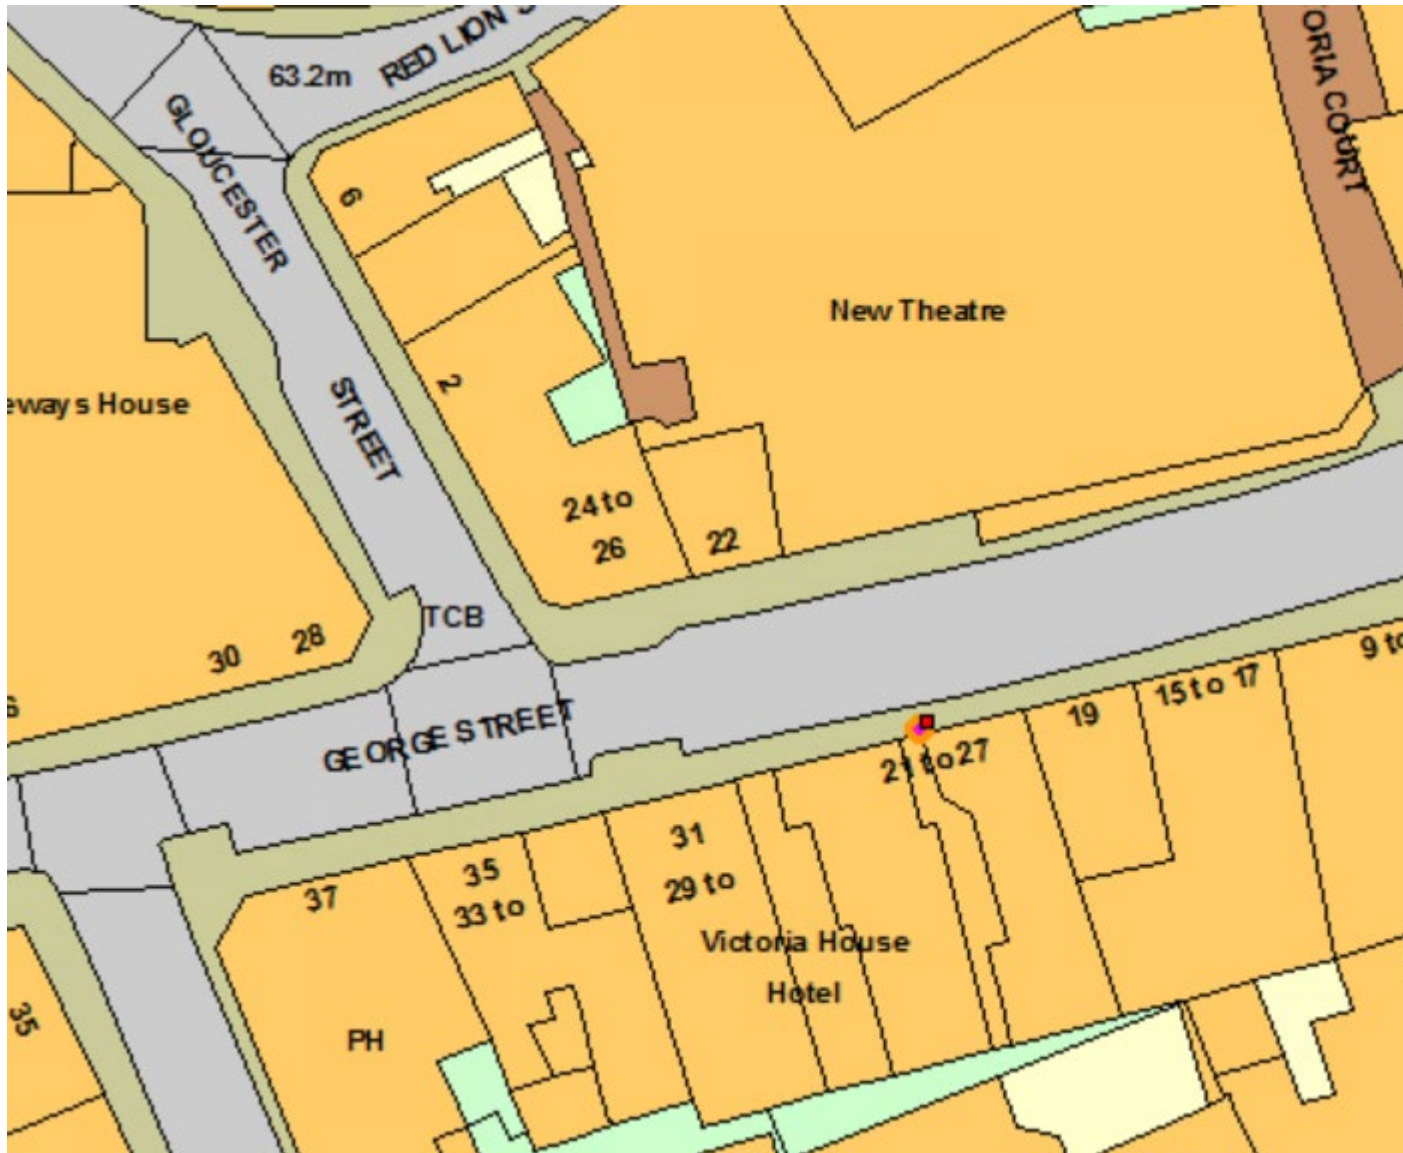 63.2m
RED LION S
ORIA COURT
GLOUCESTER
STREET
6
2
New Theatre
eways House
24 to
26
22
TCB
30
28
6
GEORGE STREET
9 to
15 to 17
19
21 to 27
31
29 to
35
33 to
37
Victoria House
Hotel
PH
35